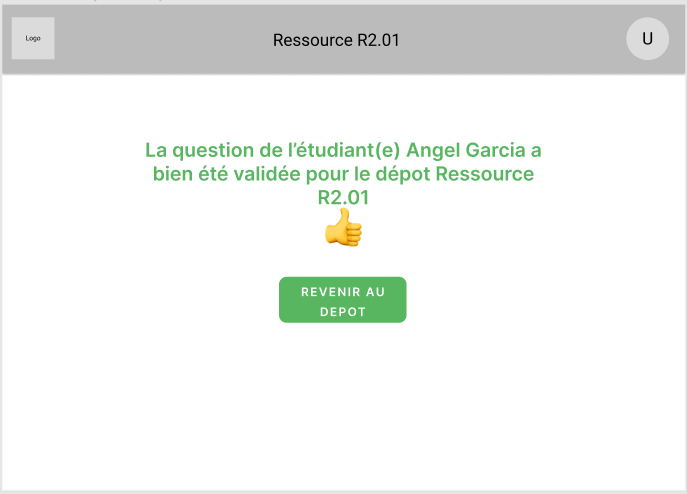 Logo
Ressource R2.01
U
La question de l’étudiant(e) Angel Garcia a
bien été validée pour le dépot Ressource
R2.01
REVENIR AU
DEPOT